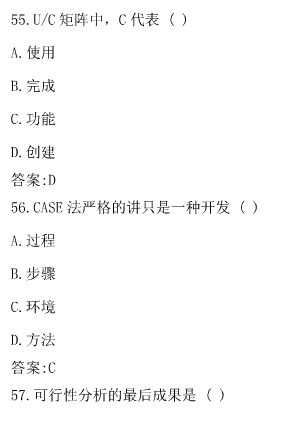 55.U/C 矩阵中，C 代表 ( )
A.使用
B.完成
C.功能
D.创建
答案:D
56.CASE 法严格的讲只是一种开发 ( )
A.过程
B.步骤
C.环境
D.方法
答案:C
57.可行性分析的最后成果是 ( )